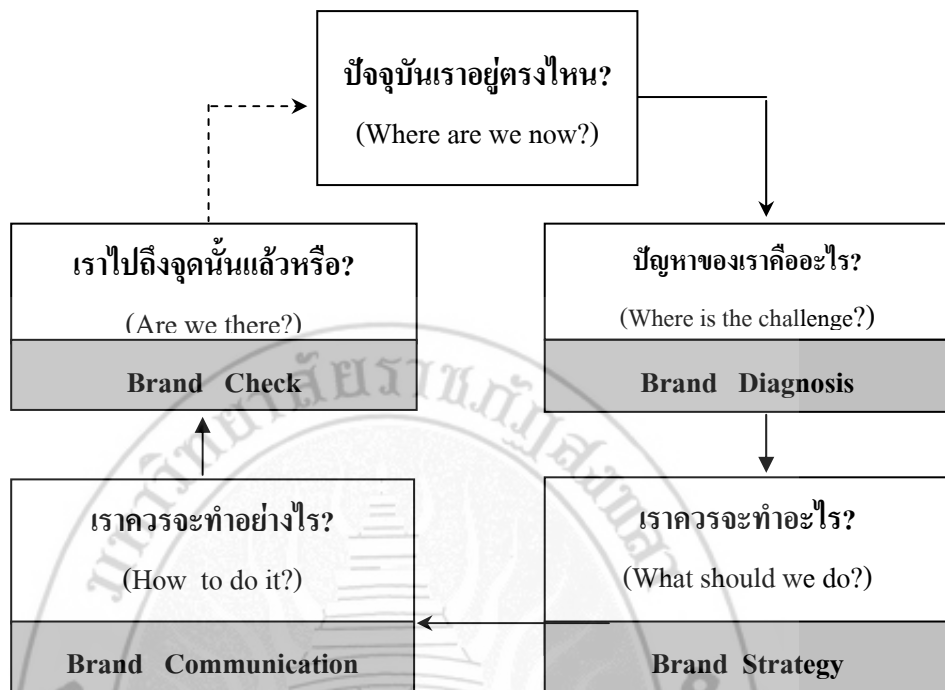 ปัจจุบันเราอยู่ตรงไหน?
(Where are we now?)
ปัญหาของเราคืออะไร?
(Where is the challenge?)
Brand Diagnosis
เราควรจะทำอะไร?
(What should we do?)
Brand Strategy
เราควรจะทำอย่างไร?
(How to do it?)
Brand Communication
เราไปถึงจุดนั้นแล้วหรือ?
(Are we there?)
Brand Check